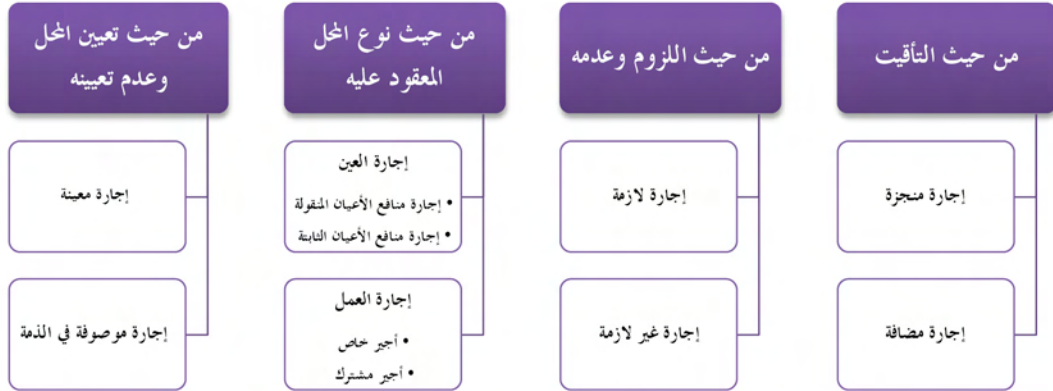 من حيث التأقيت
إجارة منجزة
إجارة مضافة
من حيث اللزوم وعدمه
إجارة لازمة
إجارة غير لازمة
من حيث نوع المحل
المعقود عليه
إجارة العين
• إجارة منافع الأعيان المنقولة
• إجارة منافع الأعيان الثابتة
إجارة العمل
• أجير خاص
• أجير مشترك
من حيث تعيين المحل
وعدم تعيينه
إجارة معينة
إجارة موصوفة في الذمة